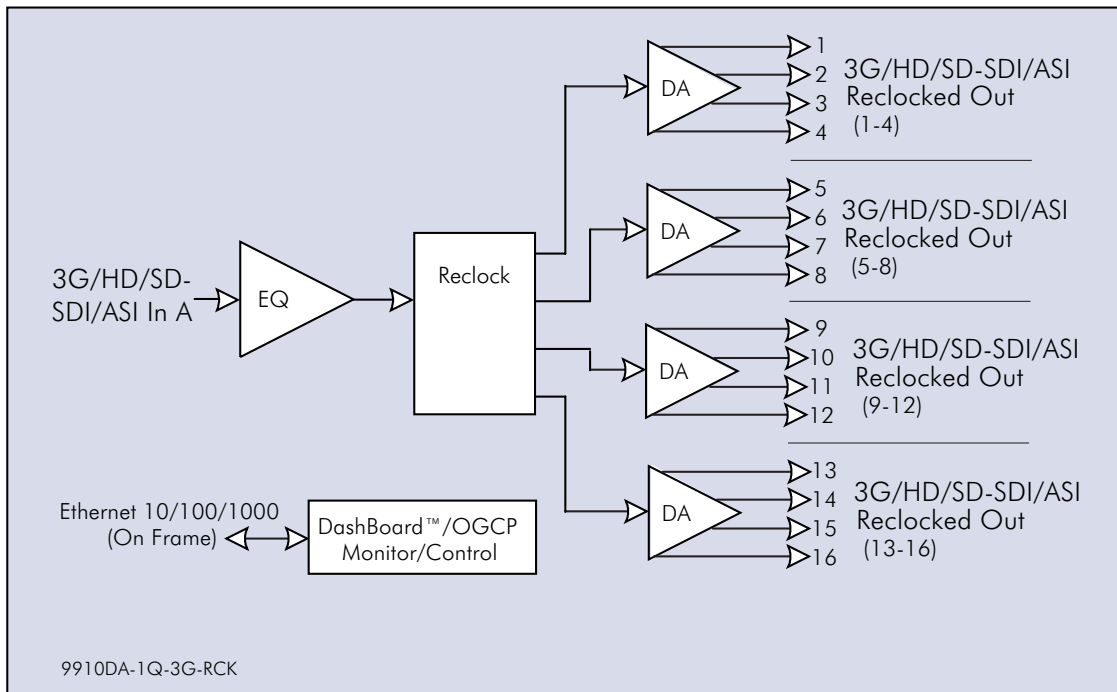 3G/HD/SD-
SDI/ASI In A
EQ
Reclock
DA
1
2
3
4
3G/HD/SD-SDI/ASI
Reclocked Out
(1-4)
DA
5
6
7
8
3G/HD/SD-SDI/ASI
Reclocked Out
(5-8)
DA
9
10
11
12
3G/HD/SD-SDI/ASI
Reclocked Out
(9-12)
DA
13
14
15
16
3G/HD/SD-SDI/ASI
Reclocked Out
(13-16)
Ethernet 10/100/1000
(On Frame)
DashBoard™/OGCP
Monitor/Control
9910DA-1Q-3G-RCK